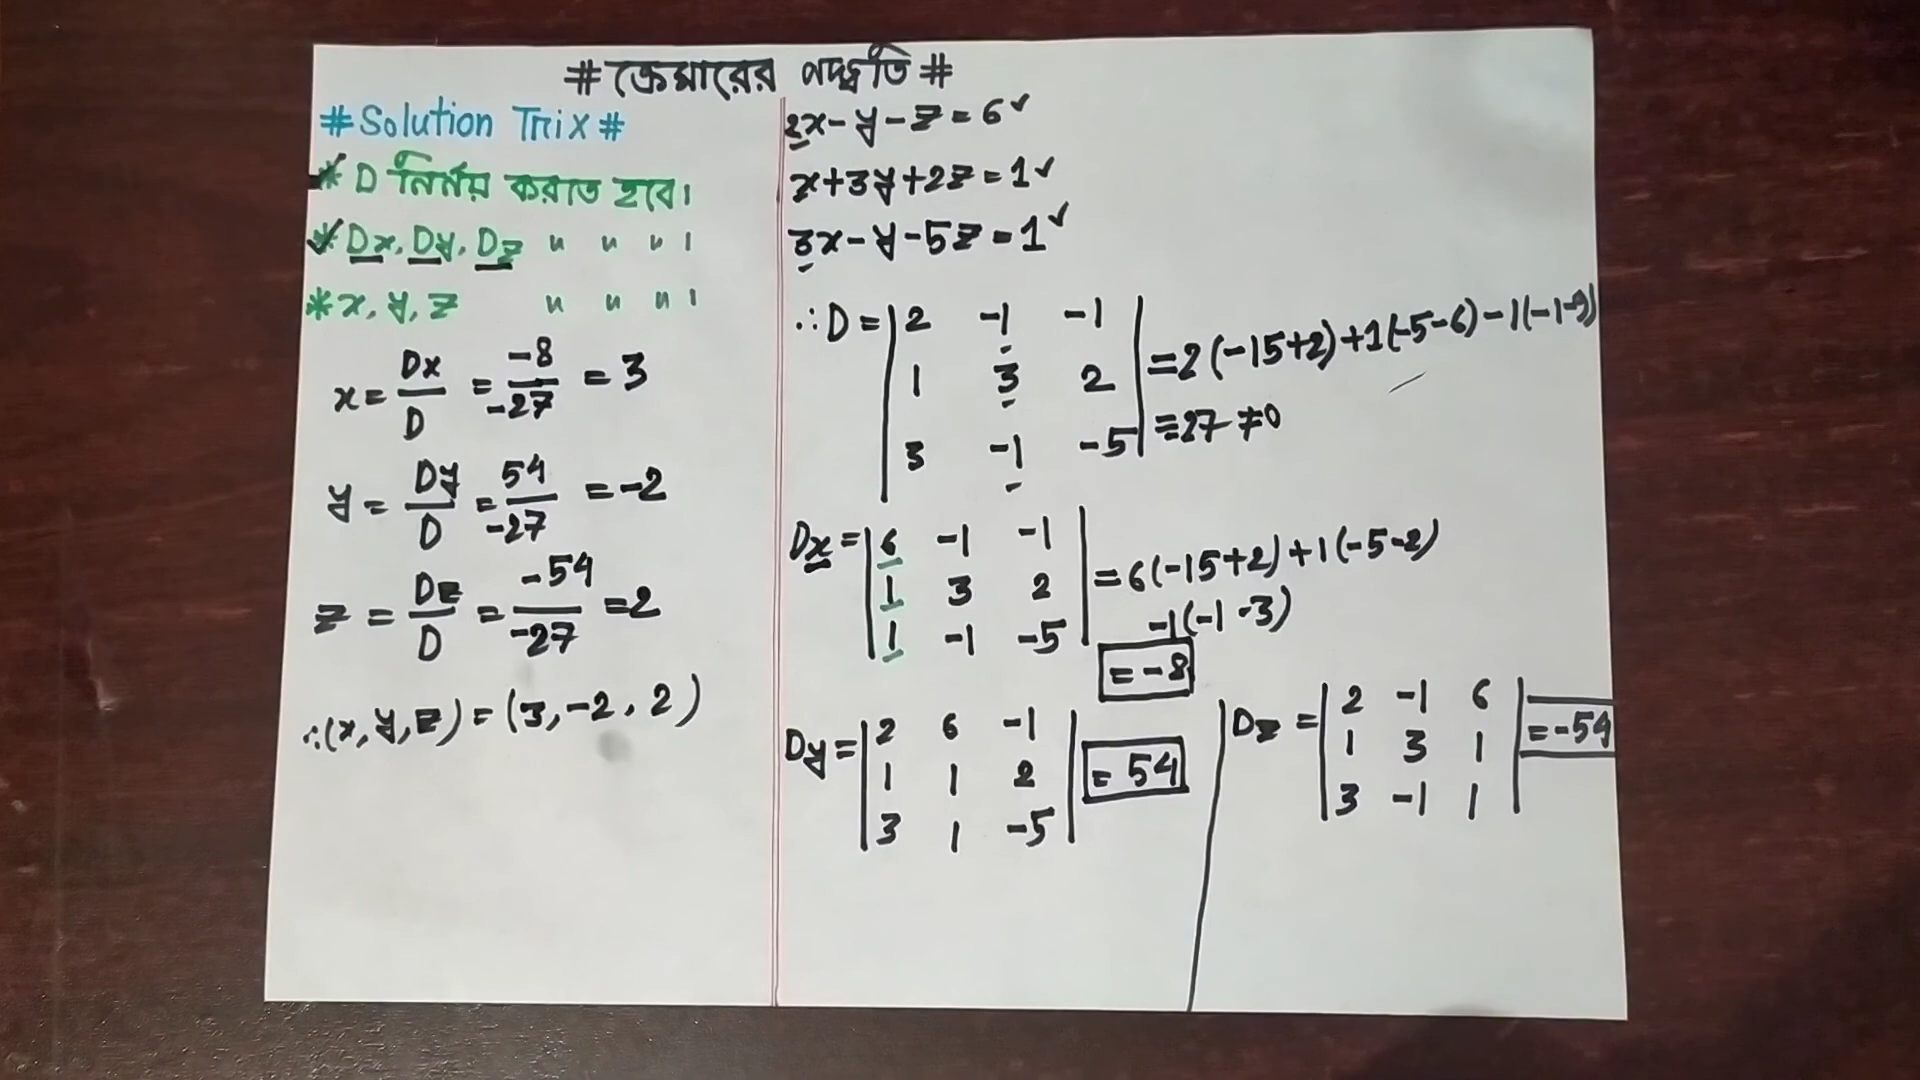 #ক্রেমারের পদ্ধতি#
#Solution Trix#
* D নির্ণয় করতে হবে।
* Dx, Dy, Dz " " " ।
* x, y, z " " " ।
x = Dx/D = -8/-27 = 3
y = Dy/D = 54/-27 = -2
z = Dz/D = -54/-27 = 2
∴(x, y, z) = (3, -2, 2)
2x - y - z = 6 ✓
x + 3y + 2z = 1 ✓
3x - y - 5z = 1 ✓
∴ D = | 2 -1 -1 | = 2(-15+2)+1(-5-6)-1(-1-9)
| 1 3 2 |
= -27 ≠ 0
| 3 -1 -5 |
Dx = | 6 -1 -1 | = 6(-15+2)+1(-5-2)
| 1 3 2 | -1(-1-3)
| 1 -1 -5 |
= -8
Dy = | 2 6 -1 | = 54
| 1 1 2 |
| 3 1 -5 |
Dz = | 2 -1 6 | = -54
| 1 3 1 |
| 3 -1 1 |